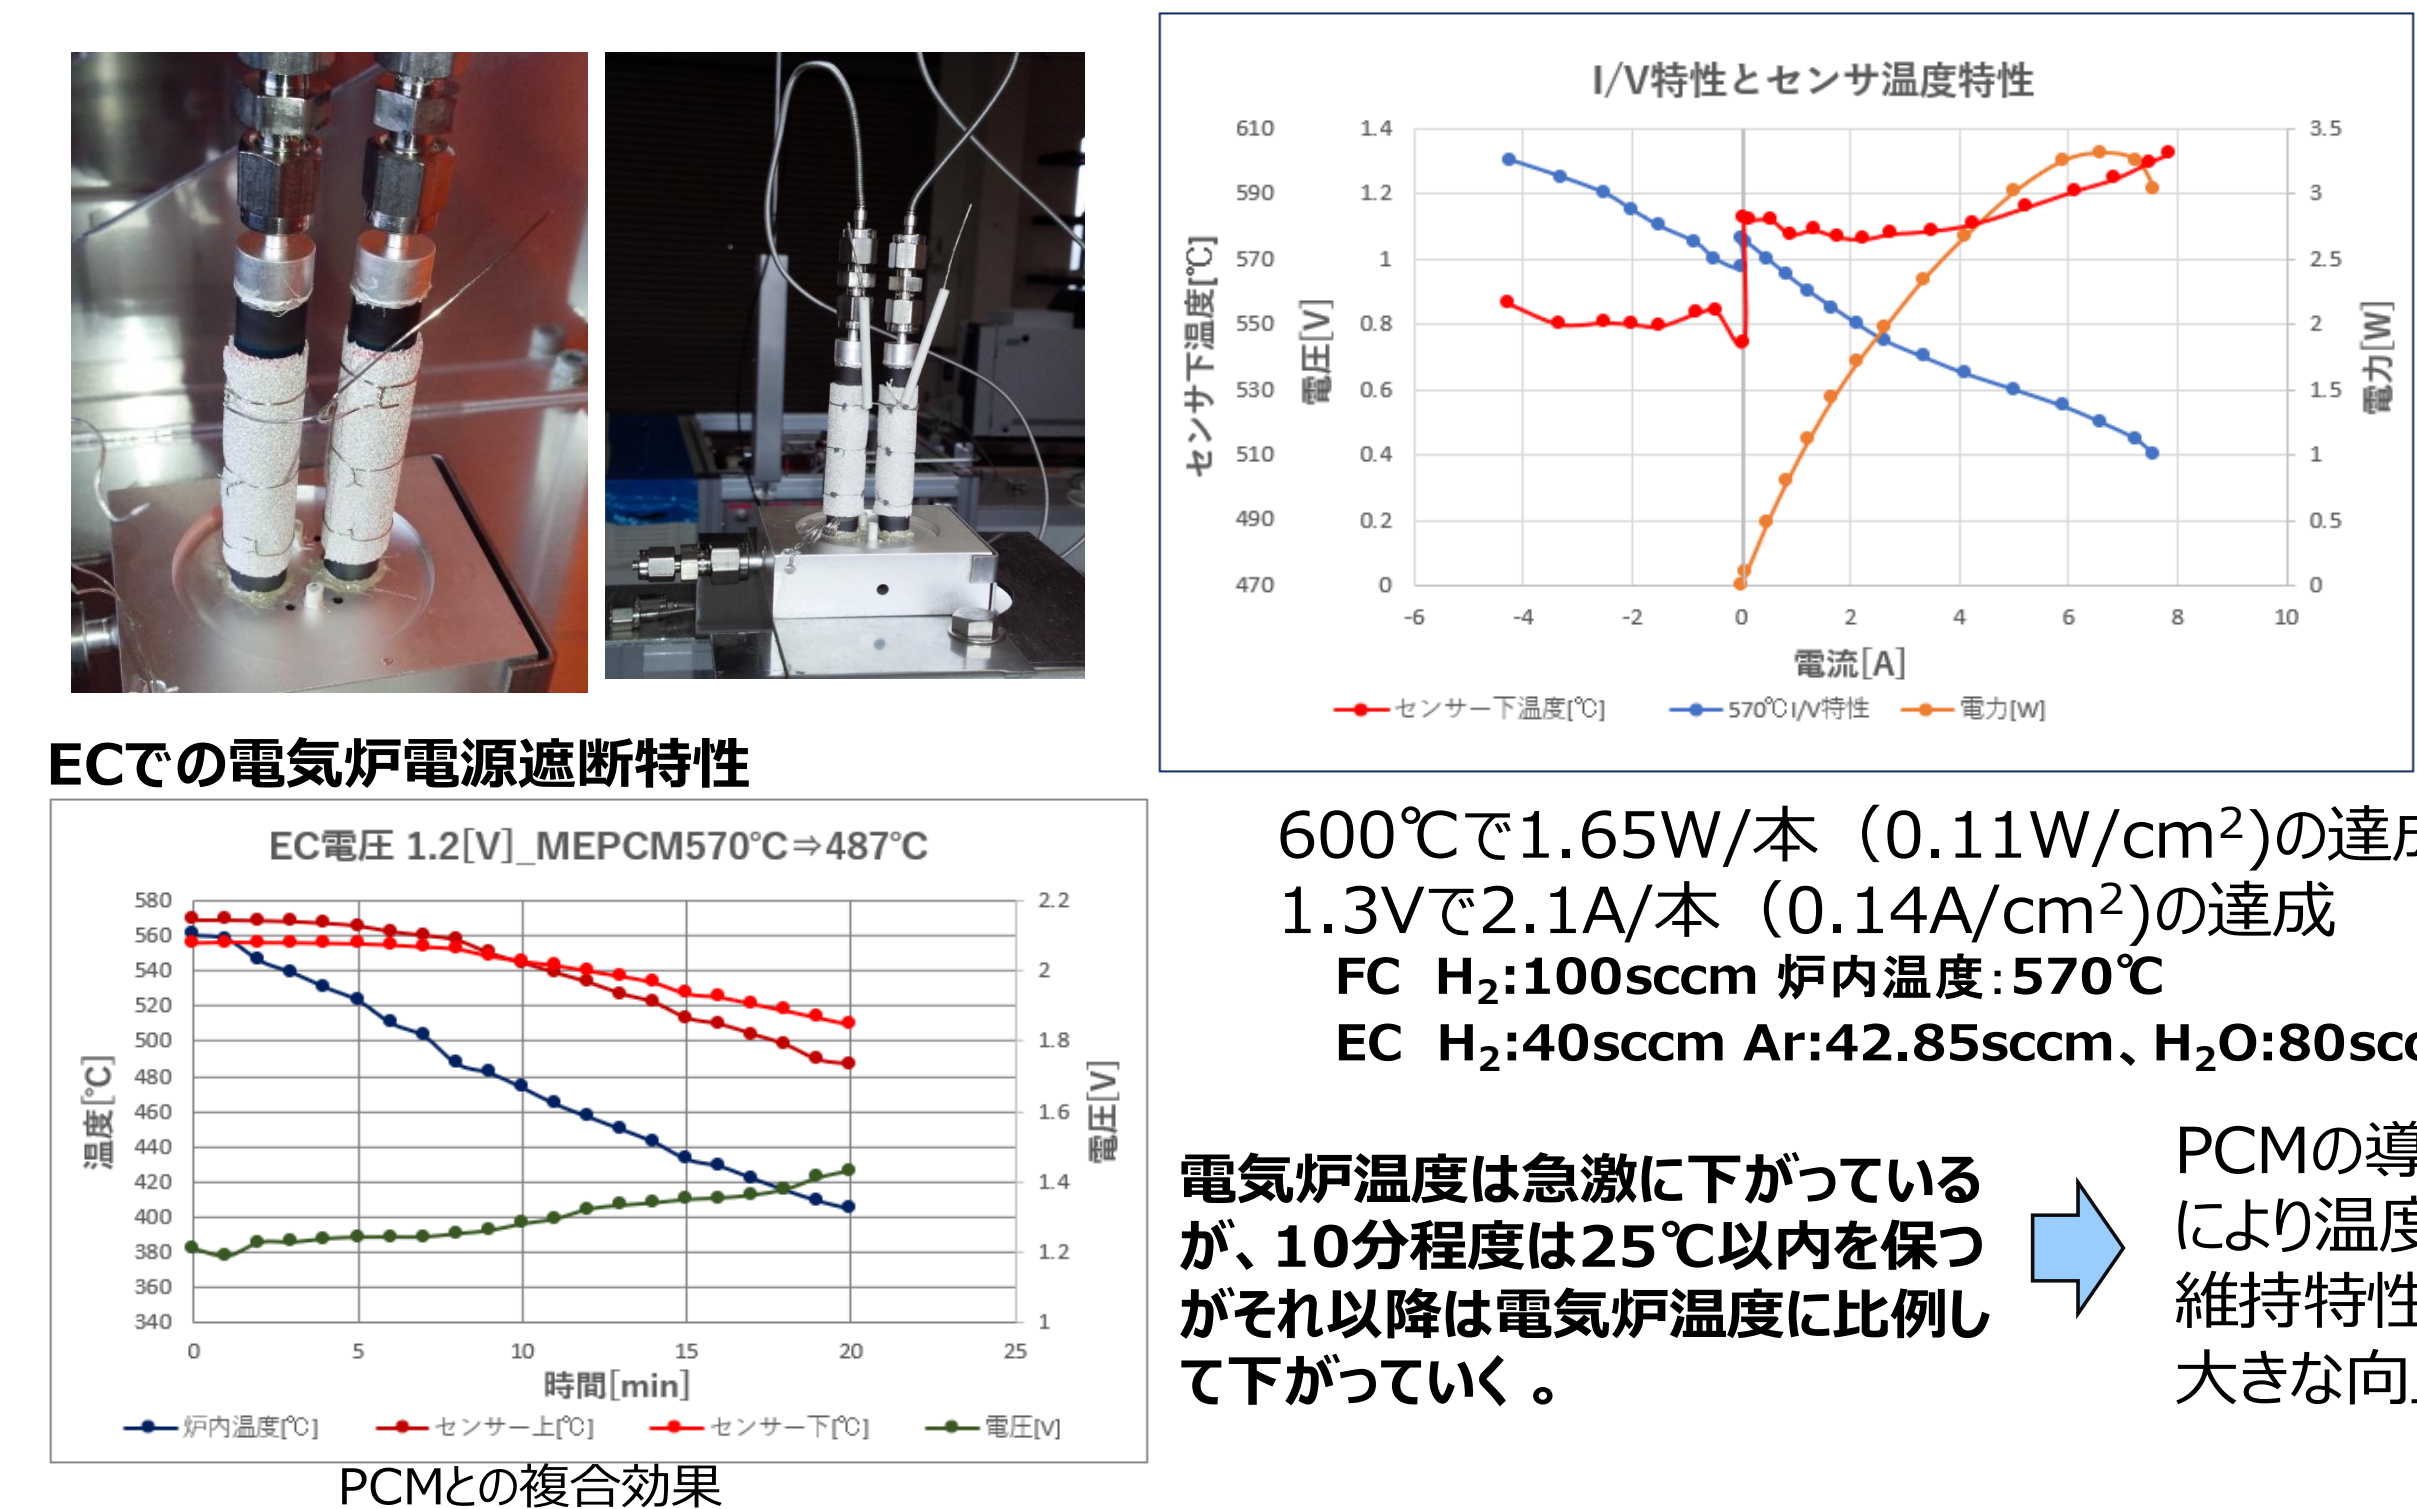 I/V特性とセンサ温度特性
センサ下温度[℃]
610
590
570
550
530
510
490
470
電圧[V]
1.4
1.2
1
0.8
0.6
0.4
0.2
0
3.5
3
2.5
2
1.5
1
0.5
0
電力[W]
-6 -4 -2 0 2 4 6 8 10
電流[A]
センサー下温度[℃] 570℃I/V特性 電力[W]
ECでの電気炉電源遮断特性
EC電圧 1.2[V]_MEPCM570℃⇒487℃
温度[℃]
580
560
540
520
500
480
460
440
420
400
380
360
340
2.2
2
1.8
1.6
1.4
1.2
1
電圧[V]
0 5 10 15 20 25
時間[min]
炉内温度[℃] センサー上[℃] センサー下[℃] 電圧[V]
PCMとの複合効果
600℃で1.65W/本（0.11W/cm²)の達成
1.3Vで2.1A/本（0.14A/cm²)の達成
FC H₂:100sccm 炉内温度:570℃
EC H₂:40sccm Ar:42.85sccm、H₂O:80scc
電気炉温度は急激に下がっている
が、10分程度は25℃以内を保つ
がそれ以降は電気炉温度に比例し
て下がっていく。
PCMの導
により温度
維持特性
大きな向